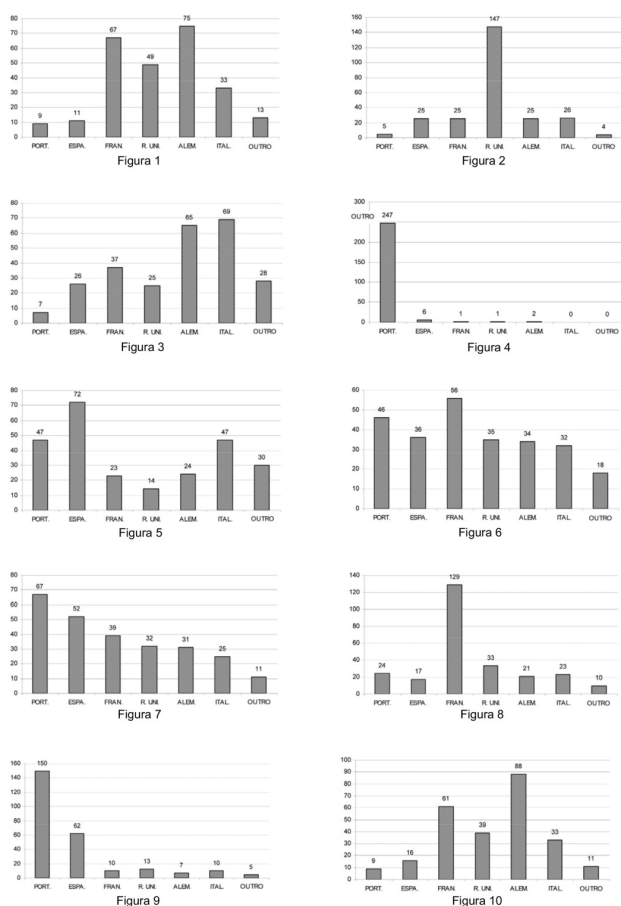 80
70
60
50
40
30
20
10
0
9 11 67 49 75 33 13
PORT. ESPA. FRAN. R. UNI. ALEM. ITAL. OUTRO
Figura 1
160
140
120
100
80
60
40
20
0
5 25 25 147 25 26 4
PORT. ESPA. FRAN. R. UNI. ALEM. ITAL. OUTRO
Figura 2
80
70
60
50
40
30
20
10
0
7 26 37 25 65 69 28
PORT. ESPA. FRAN. R. UNI. ALEM. ITAL. OUTRO
Figura 3
300
OUTRO
250
200
150
100
50
0
247 6 1 1 2 0 0
PORT. ESPA. FRAN. R. UNI. ALEM. ITAL. OUTRO
Figura 4
80
70
60
50
40
30
20
10
0
47 72 23 14 24 47 30
PORT. ESPA. FRAN. R. UNI. ALEM. ITAL. OUTRO
Figura 5
60
50
40
30
20
10
0
46 36 56 35 34 32 18
PORT. ESPA. FRAN. R. UNI. ALEM. ITAL. OUTRO
Figura 6
80
70
60
50
40
30
20
10
0
67 52 39 32 31 25 11
PORT. ESPA. FRAN. R. UNI. ALEM. ITAL. OUTRO
Figura 7
140
120
100
80
60
40
20
0
24 17 129 33 21 23 10
PORT. ESPA. FRAN. R. UNI. ALEM. ITAL. OUTRO
Figura 8
160
140
120
100
80
60
40
20
0
150 62 10 13 7 10 5
PORT. ESPA. FRAN. R. UNI. ALEM. ITAL. OUTRO
Figura 9
100
90
80
70
60
50
40
30
20
10
0
9 16 61 39 88 33 11
PORT. ESPA. FRAN. R. UNI. ALEM. ITAL. OUTRO
Figura 10